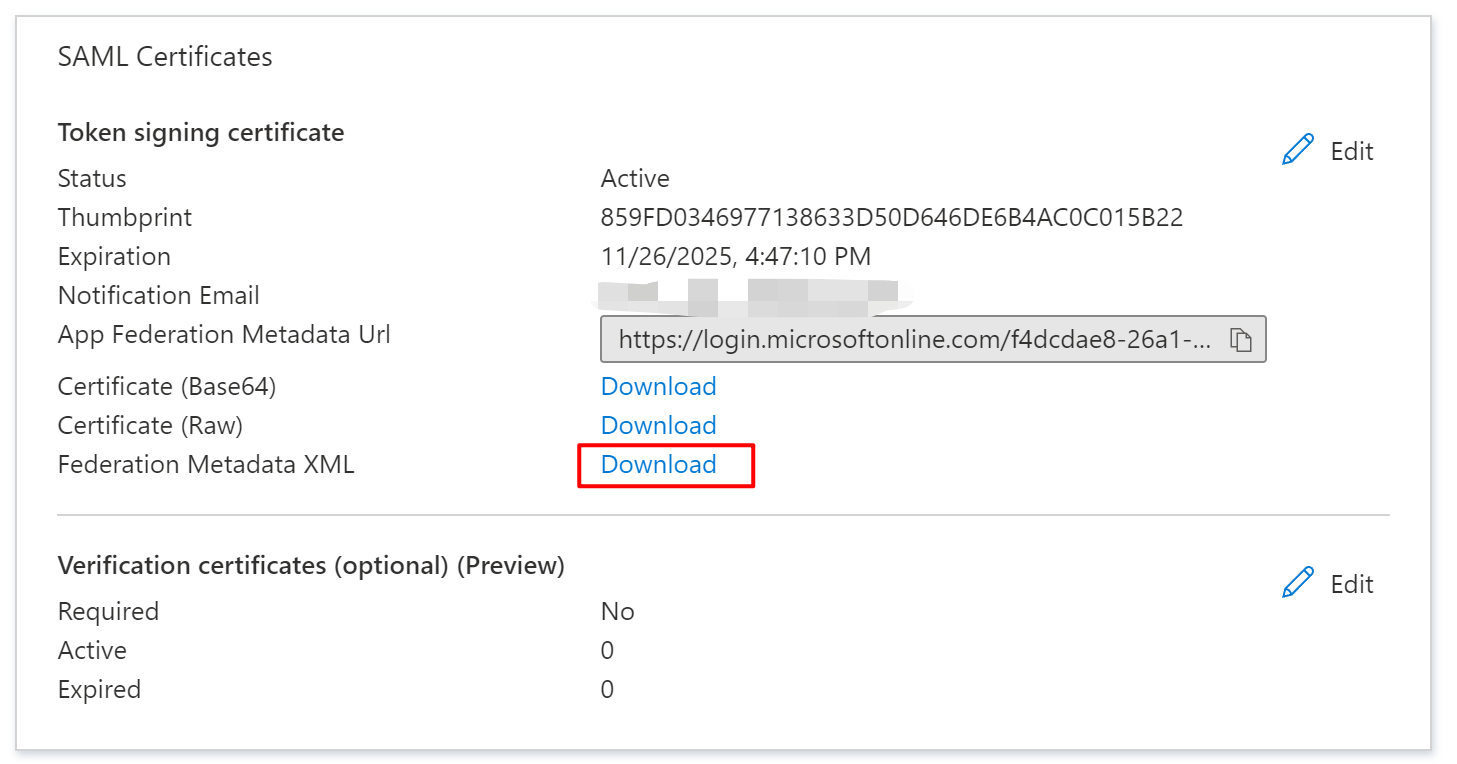 SAML Certificates
Token signing certificate
Edit
Status Active
Thumbprint 859FD0346977138633D50D646DE6B4AC0C015B22
Expiration 11/26/2025, 4:47:10 PM
Notification Email
App Federation Metadata Url https://login.microsoftonline.com/f4dcdae8-26a1-...
Certificate (Base64) Download
Certificate (Raw) Download
Federation Metadata XML Download
Verification certificates (optional) (Preview)
Edit
Required No
Active 0
Expired 0